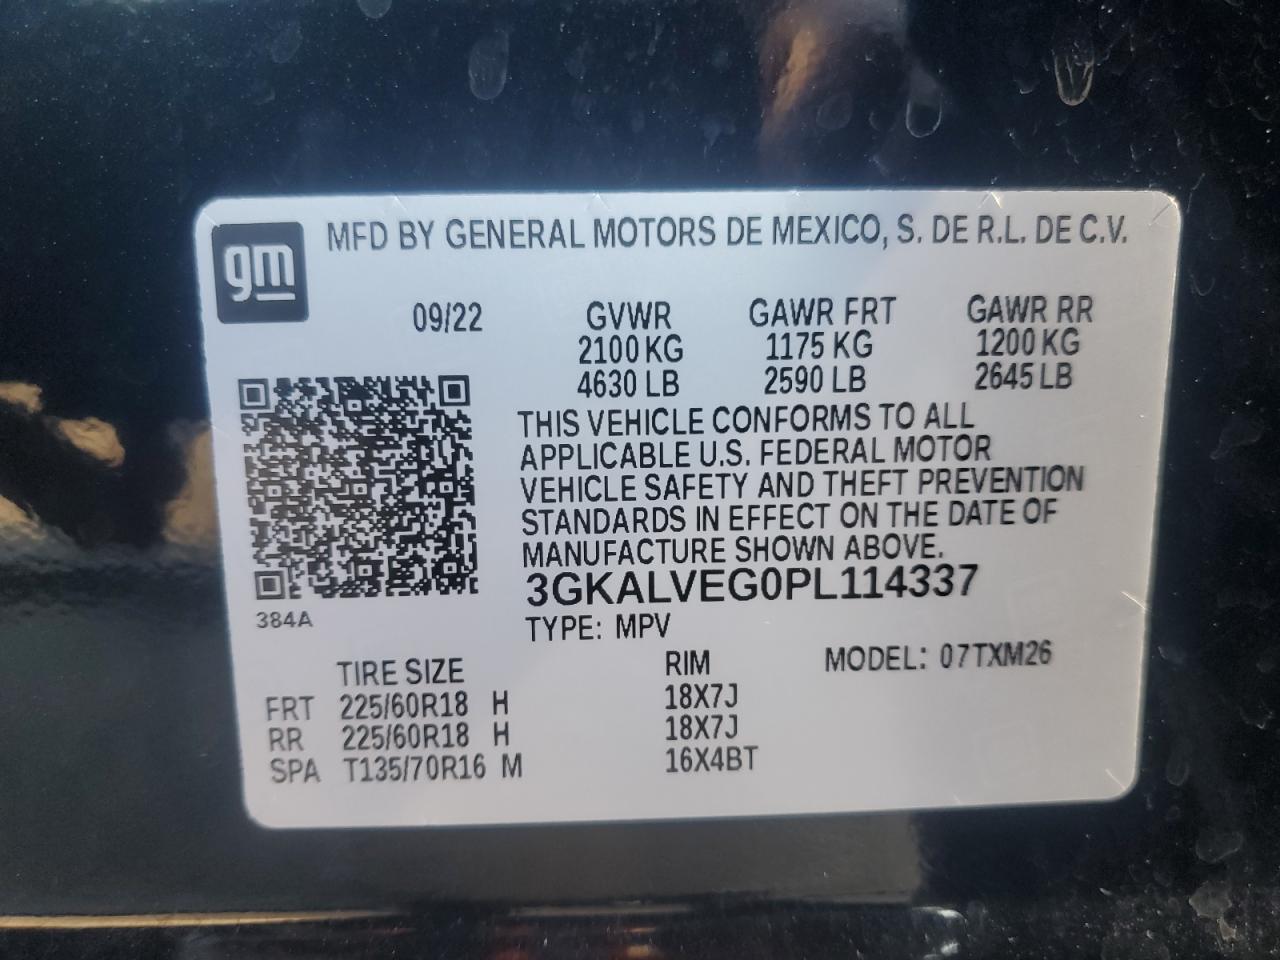 gm
MFD BY GENERAL MOTORS DE MEXICO, S. DE R.L. DE C.V.
09/22 GVWR GAWR FRT GAWR RR
2100 KG 1175 KG 1200 KG
4630 LB 2590 LB 2645 LB
THIS VEHICLE CONFORMS TO ALL
APPLICABLE U.S. FEDERAL MOTOR
VEHICLE SAFETY AND THEFT PREVENTION
STANDARDS IN EFFECT ON THE DATE OF
MANUFACTURE SHOWN ABOVE.
3GKALVEG0PL114337
384A
TYPE: MPV
TIRE SIZE RIM MODEL: 07TXM26
FRT 225/60R18 H 18X7J
RR 225/60R18 H 18X7J
SPA T135/70R16 M 16X4BT